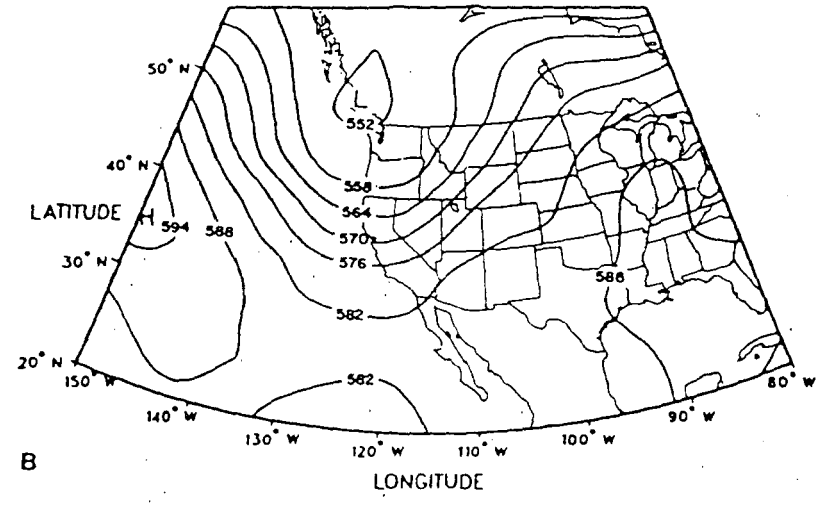 50° N
L
552
40° N
558
LATITUDE H 594 588
564
570
576
30° N
586
582
20° N
150° W
582
80° W
140° W
90° W
130° W
120° W
110° W
100° W
B
LONGITUDE